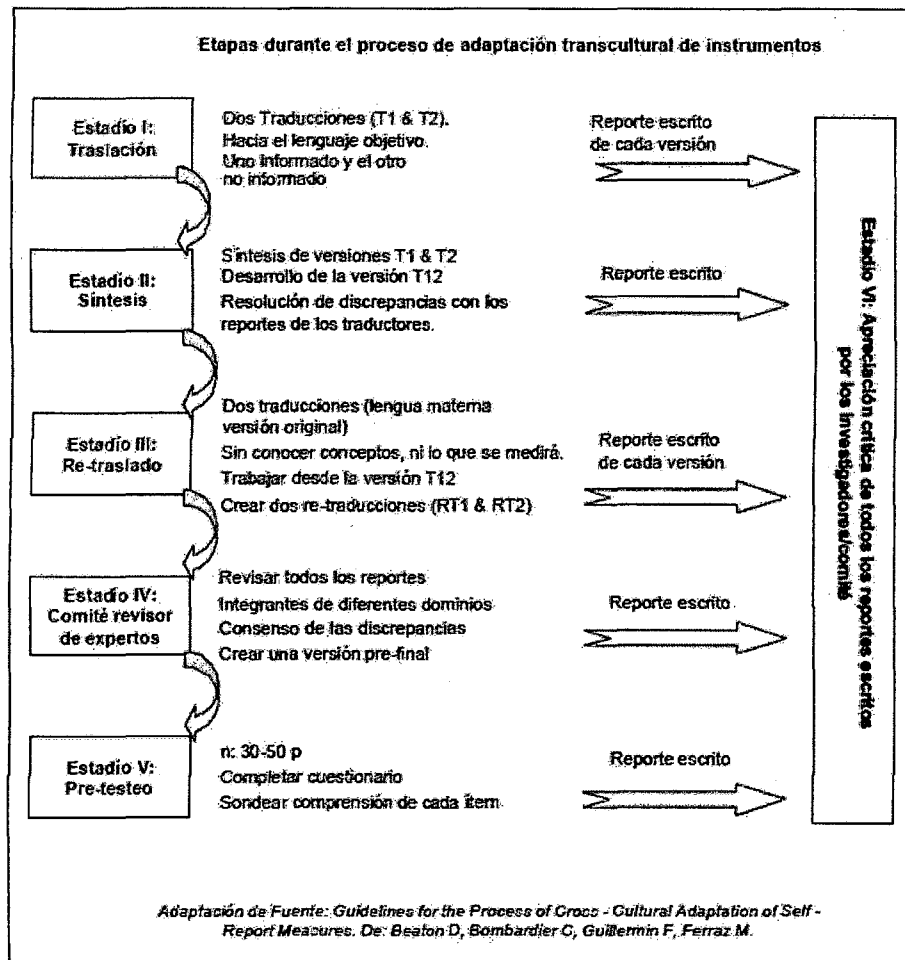 Etapas durante el proceso de adaptación transcultural de instrumentos
Estadio I:
Traslación
Dos Traducciones (T1 & T2).
Hacia el lenguaje objetivo.
Uno informado y el otro
no informado
Reporte escrito
de cada versión
Estadio II:
Síntesis
Síntesis de versiones T1 & T2
Desarrollo de la versión T12
Resolución de discrepancias con los
reportes de los traductores.
Reporte escrito
Estadío III:
Re-traslado
Dos traducciones (lengua materna
versión original)
Sin conocer conceptos, ni lo que se medirá.
Trabajar desde la versión T12
Crear dos re-traducciones (RT1 & RT2)
Reporte escrito
de cada versión
Estadio IV:
Comité revisor
de expertos
Revisar todos los reportes
Integrantes de diferentes dominios
Consenso de las discrepancias
Crear una versión pre-final
Reporte escrito
Estadio V:
Pre-testeo
n: 30-50 p
Completar cuestionario
Sondear comprensión de cada ítem
Reporte escrito
Estadio VI: Apreciación crítica de todos los reportes escritos
por los investigadores/comité
Adaptación de Fuente: Guidelines for the Process of Cross - Cultural Adaptation of Self -
Report Measures. De: Beaton D, Bombardier C, Guillermin F, Ferraz M.